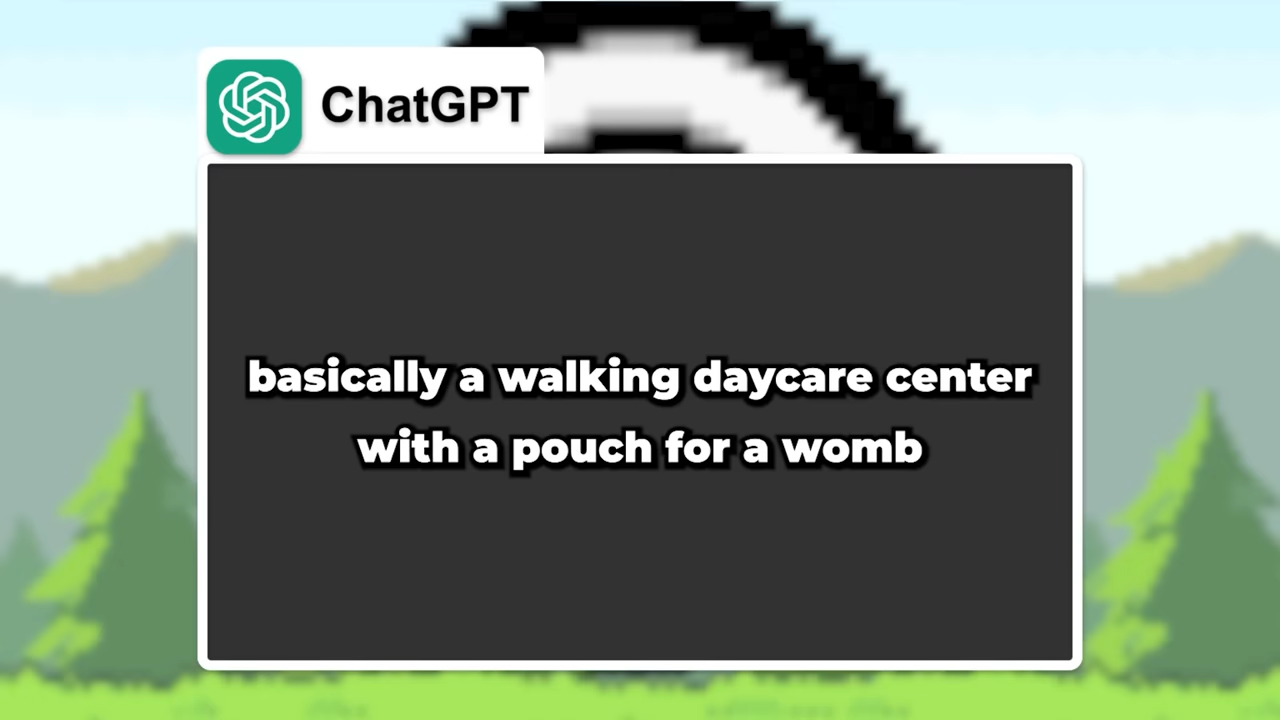 ChatGPT
basically a walking daycare center
with a pouch for a womb